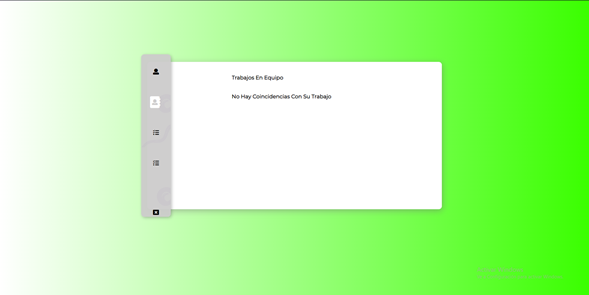 Trabajos En Equipo
No Hay Coincidencias Con Su Trabajo